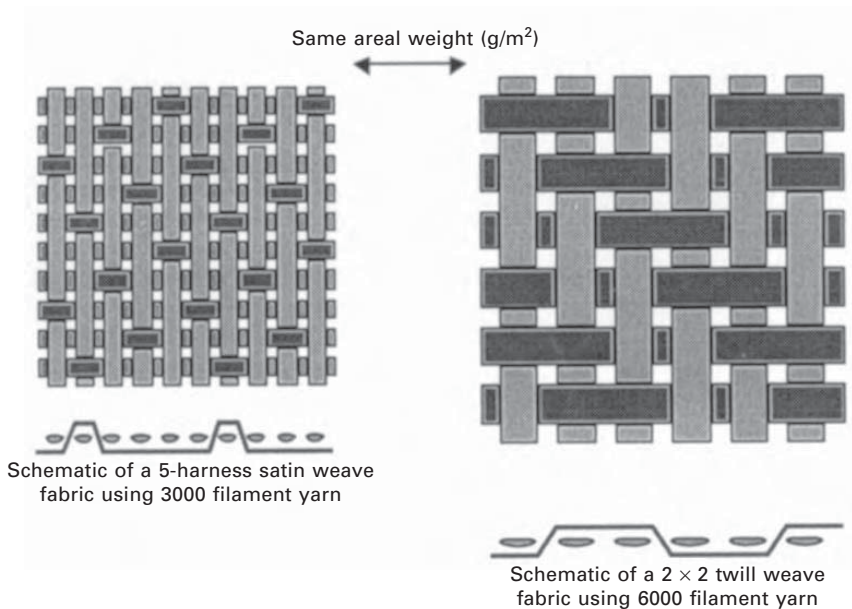 Same areal weight (g/m²)
Schematic of a 5-harness satin weave
fabric using 3000 filament yarn
Schematic of a 2 × 2 twill weave
fabric using 6000 filament yarn